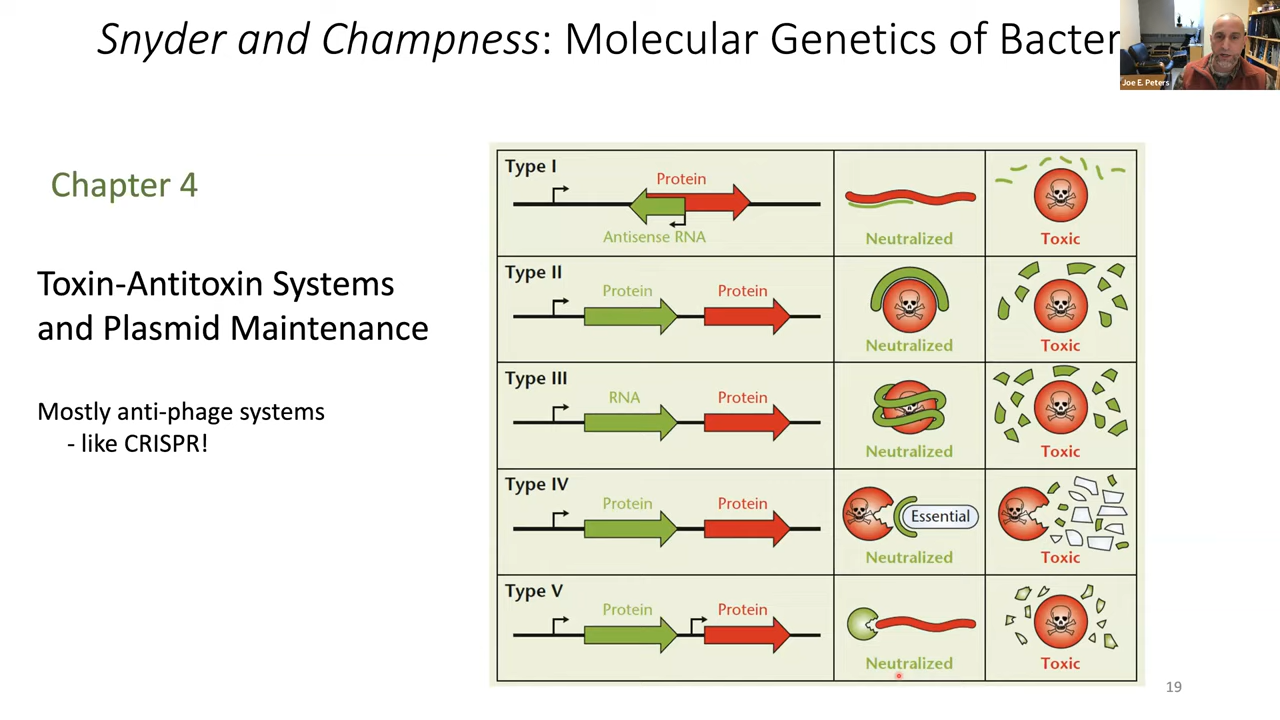 Snyder and Champness: Molecular Genetics of Bacter
Joe E. Peters
Chapter 4
Toxin-Antitoxin Systems
and Plasmid Maintenance
Mostly anti-phage systems
- like CRISPR!
Type I
Protein
Antisense RNA
Neutralized
Toxic
Type II
Protein
Protein
Neutralized
Toxic
Type III
RNA
Protein
Neutralized
Toxic
Type IV
Protein
Protein
Essential
Neutralized
Toxic
Type V
Protein
Protein
Neutralized
Toxic
19